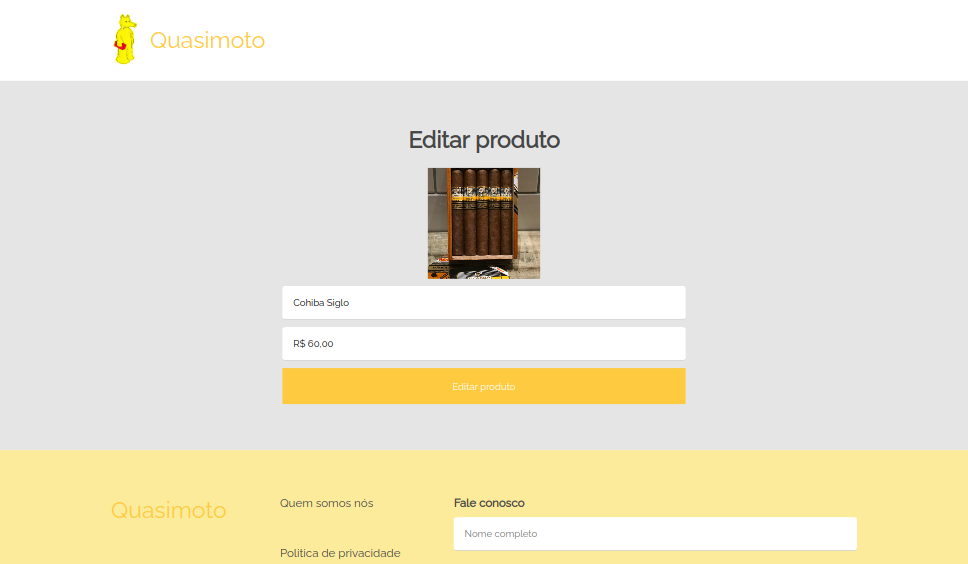 Quasimoto
Editar produto
Cohiba Siglo
R$ 60,00
Editar produto
Quasimoto
Quem somos nós
Politica de privacidade
Fale conosco
Nome completo